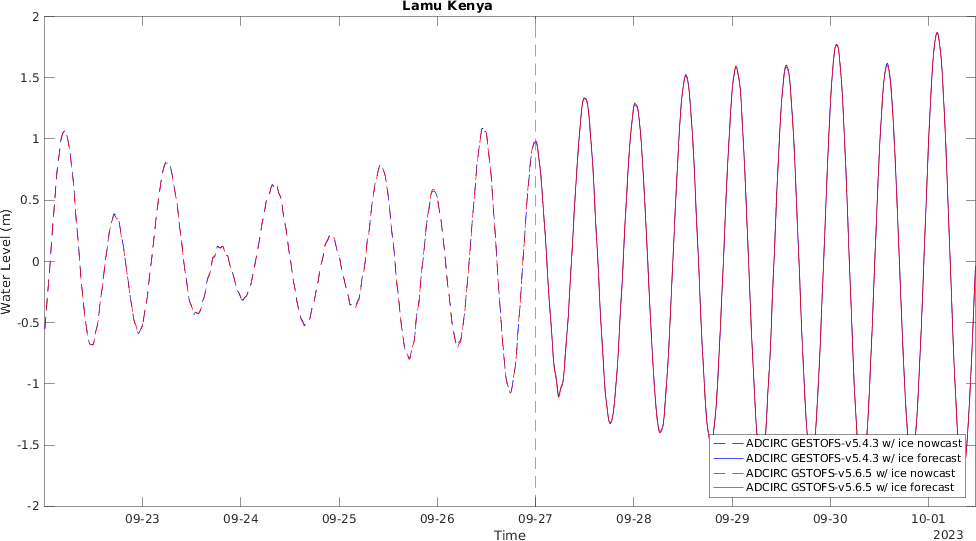 Lamu Kenya
Water Level (m)
2
1.5
1
0.5
0
-0.5
-1
-1.5
-2
ADCIRC GESTOFS-v5.4.3 w/ ice nowcast
ADCIRC GESTOFS-v5.4.3 w/ ice forecast
ADCIRC GSTOFS-v5.6.5 w/ ice nowcast
ADCIRC GSTOFS-v5.6.5 w/ ice forecast
09-23 09-24 09-25 09-26 09-27 09-28 09-29 09-30 10-01
Time
2023